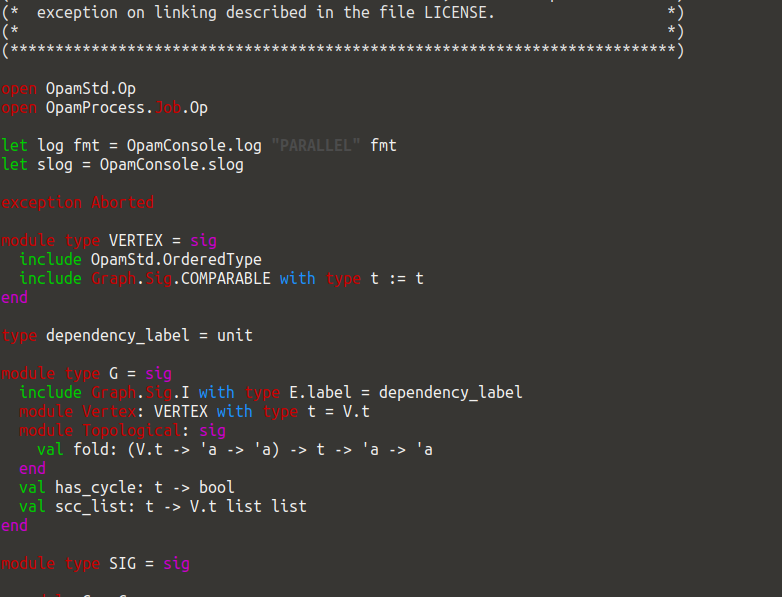 (*  exception on linking described in the file LICENSE.                   *)
(*                                                                        *)
(**************************************************************************)

open OpamStd.Op
open OpamProcess.Job.Op

let log fmt = OpamConsole.log "PARALLEL" fmt
let slog = OpamConsole.slog

exception Aborted

module type VERTEX = sig
  include OpamStd.OrderedType
  include Graph.Sig.COMPARABLE with type t := t
end

type dependency_label = unit

module type G = sig
  include Graph.Sig.I with type E.label = dependency_label
  module Vertex: VERTEX with type t = V.t
  module Topological: sig
    val fold: (V.t -> 'a -> 'a) -> t -> 'a -> 'a
  end
  val has_cycle: t -> bool
  val scc_list: t -> V.t list list
end

module type SIG = sig